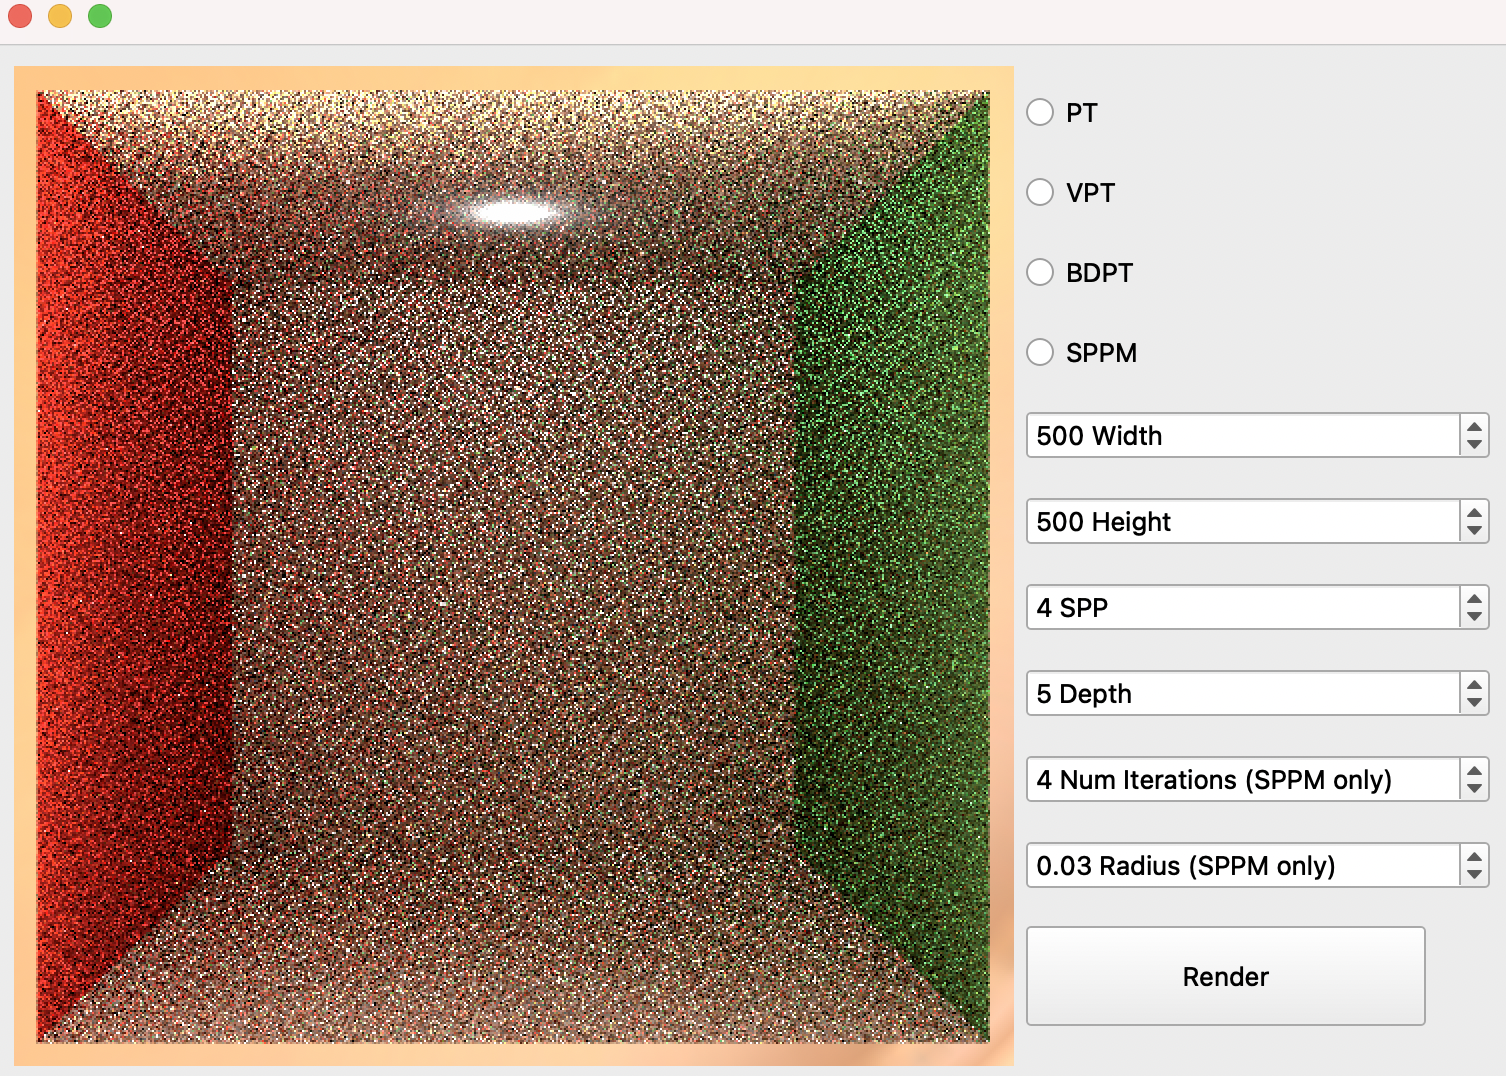 PT
VPT
BDPT
SPPM
500 Width
500 Height
4 SPP
5 Depth
4 Num Iterations (SPPM only)
0.03 Radius (SPPM only)
Render